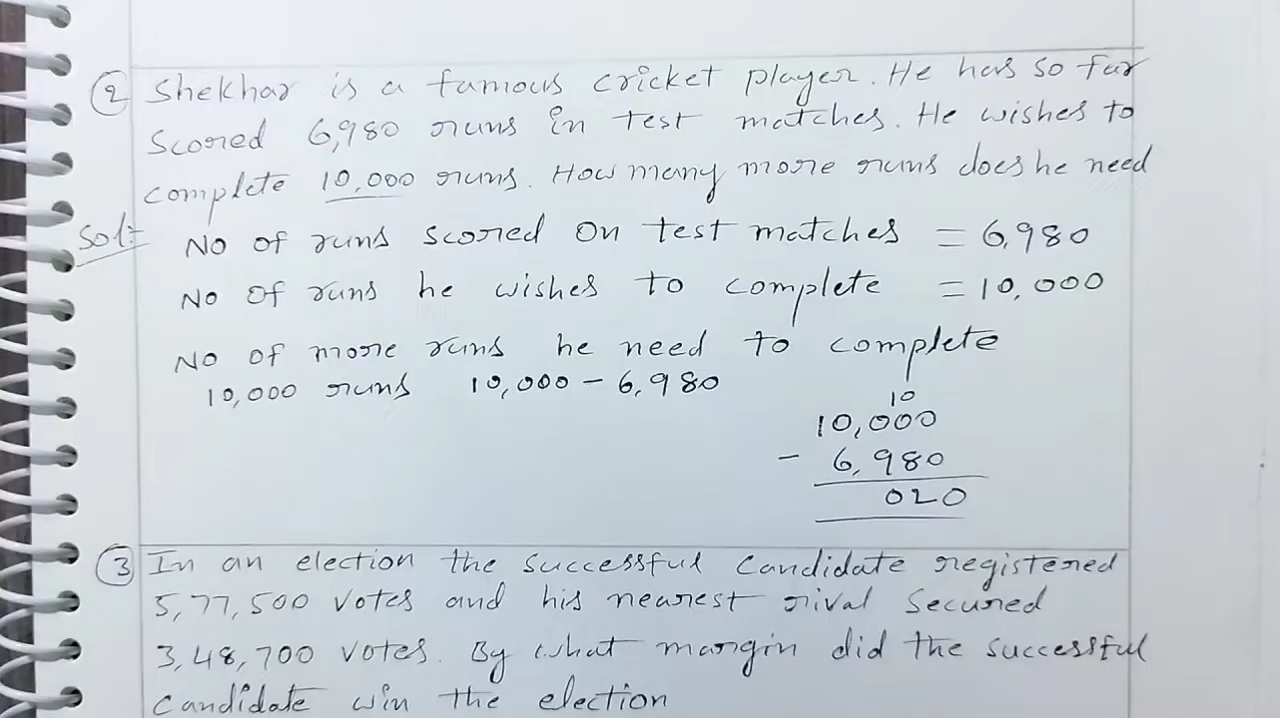 ② Shekhar is a famous cricket player. He has so far
scored 6,980 runs in test matches. He wishes to
complete 10,000 runs. How many more runs does he need
Sol:-
No of runs scored on test matches = 6,980
No of runs he wishes to complete = 10,000
No of more runs he need to complete
10,000 runs 10,000 - 6,980
10
10,000
- 6,980
020
③ In an election the successful candidate registered
5,77,500 votes and his nearest rival secured
3,48,700 votes. By what margin did the successful
candidate win the election